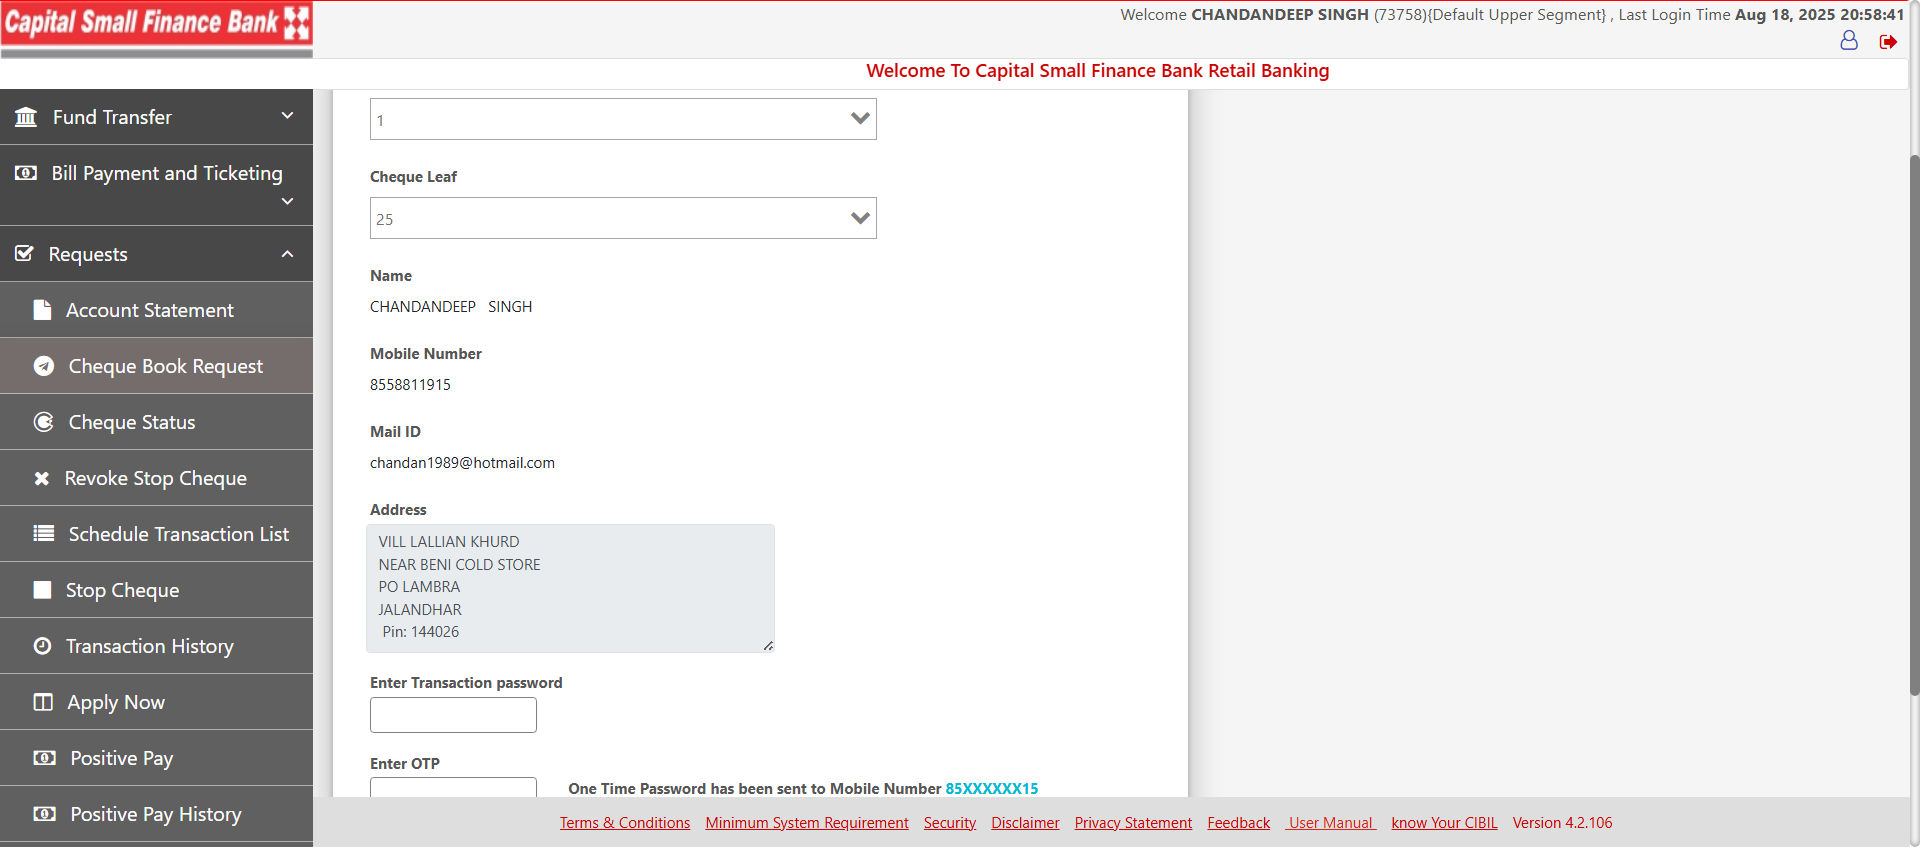 Capital Small Finance Bank
Welcome CHANDANDEEP SINGH (73758){Default Upper Segment} , Last Login Time Aug 18, 2025 20:58:41
Welcome To Capital Small Finance Bank Retail Banking
Fund Transfer
Bill Payment and Ticketing
Requests
Account Statement
Cheque Book Request
Cheque Status
Revoke Stop Cheque
Schedule Transaction List
Stop Cheque
Transaction History
Apply Now
Positive Pay
Positive Pay History
1
Cheque Leaf
25
Name
CHANDANDEEP SINGH
Mobile Number
8558811915
Mail ID
chandan1989@hotmail.com
Address
VILL LALLIAN KHURD
NEAR BENI COLD STORE
PO LAMBRA
JALANDHAR
Pin: 144026
Enter Transaction password
Enter OTP
One Time Password has been sent to Mobile Number 85XXXXXX15
Terms & Conditions Minimum System Requirement Security Disclaimer Privacy Statement Feedback User Manual know Your CIBIL Version 4.2.106